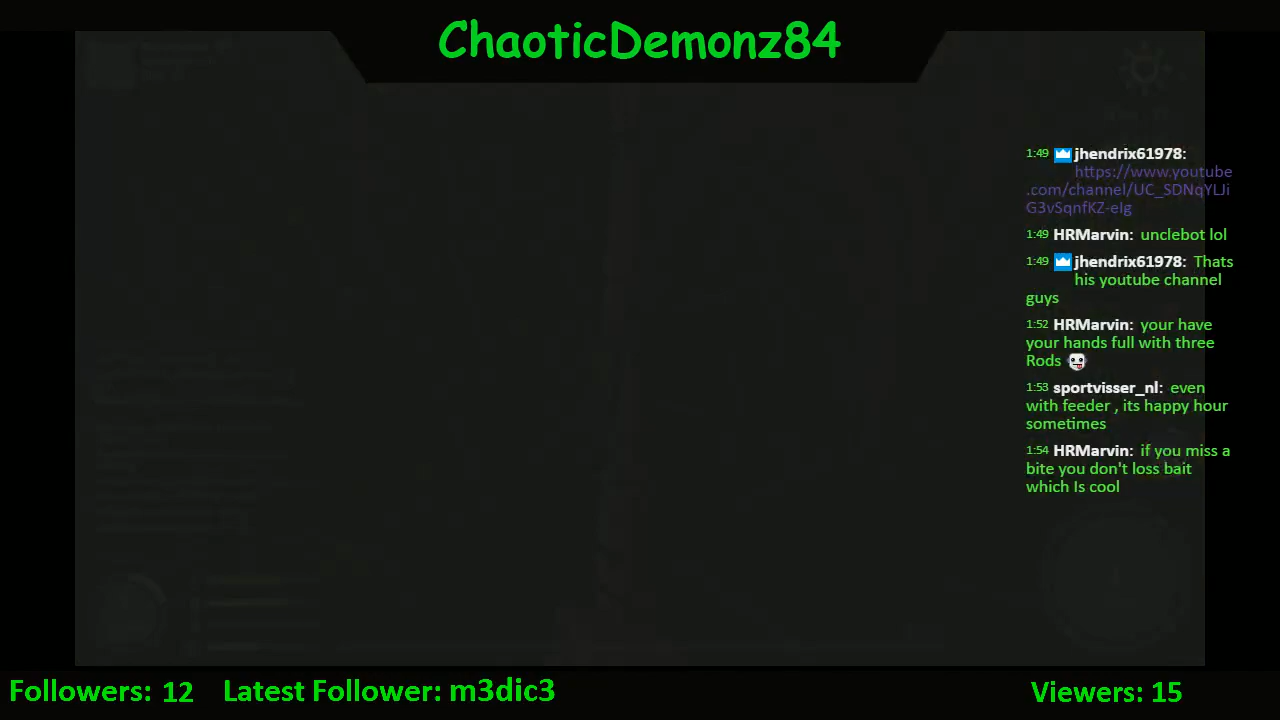 ChaoticDemonz84
1:49 jhendrix61978:
https://www.youtube
.com/channel/UC_SDNqYLJi
G3vSqnfKZ-eIg
1:49 HRMarvin: unclebot lol
1:49 jhendrix61978: Thats
his youtube channel
guys
1:52 HRMarvin: your have
your hands full with three
Rods
1:53 sportvisser_nl: even
with feeder , its happy hour
sometimes
1:54 HRMarvin: if you miss a
bite you don't loss bait
which Is cool
Followers: 12 Latest Follower: m3dic3
Viewers: 15